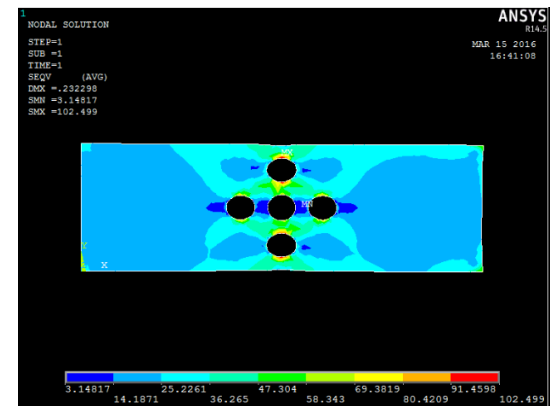 1
NODAL SOLUTION
STEP=1
SUB =1
TIME=1
SEQV (AVG)
DMX =.232298
SMN =3.14817
SMX =102.499
ANSYS
R14.5
MAR 15 2016
16:41:08
MX
MN
Y
X
3.14817 25.2261 47.304 69.3819 91.4598
14.1871 36.265 58.343 80.4209 102.499